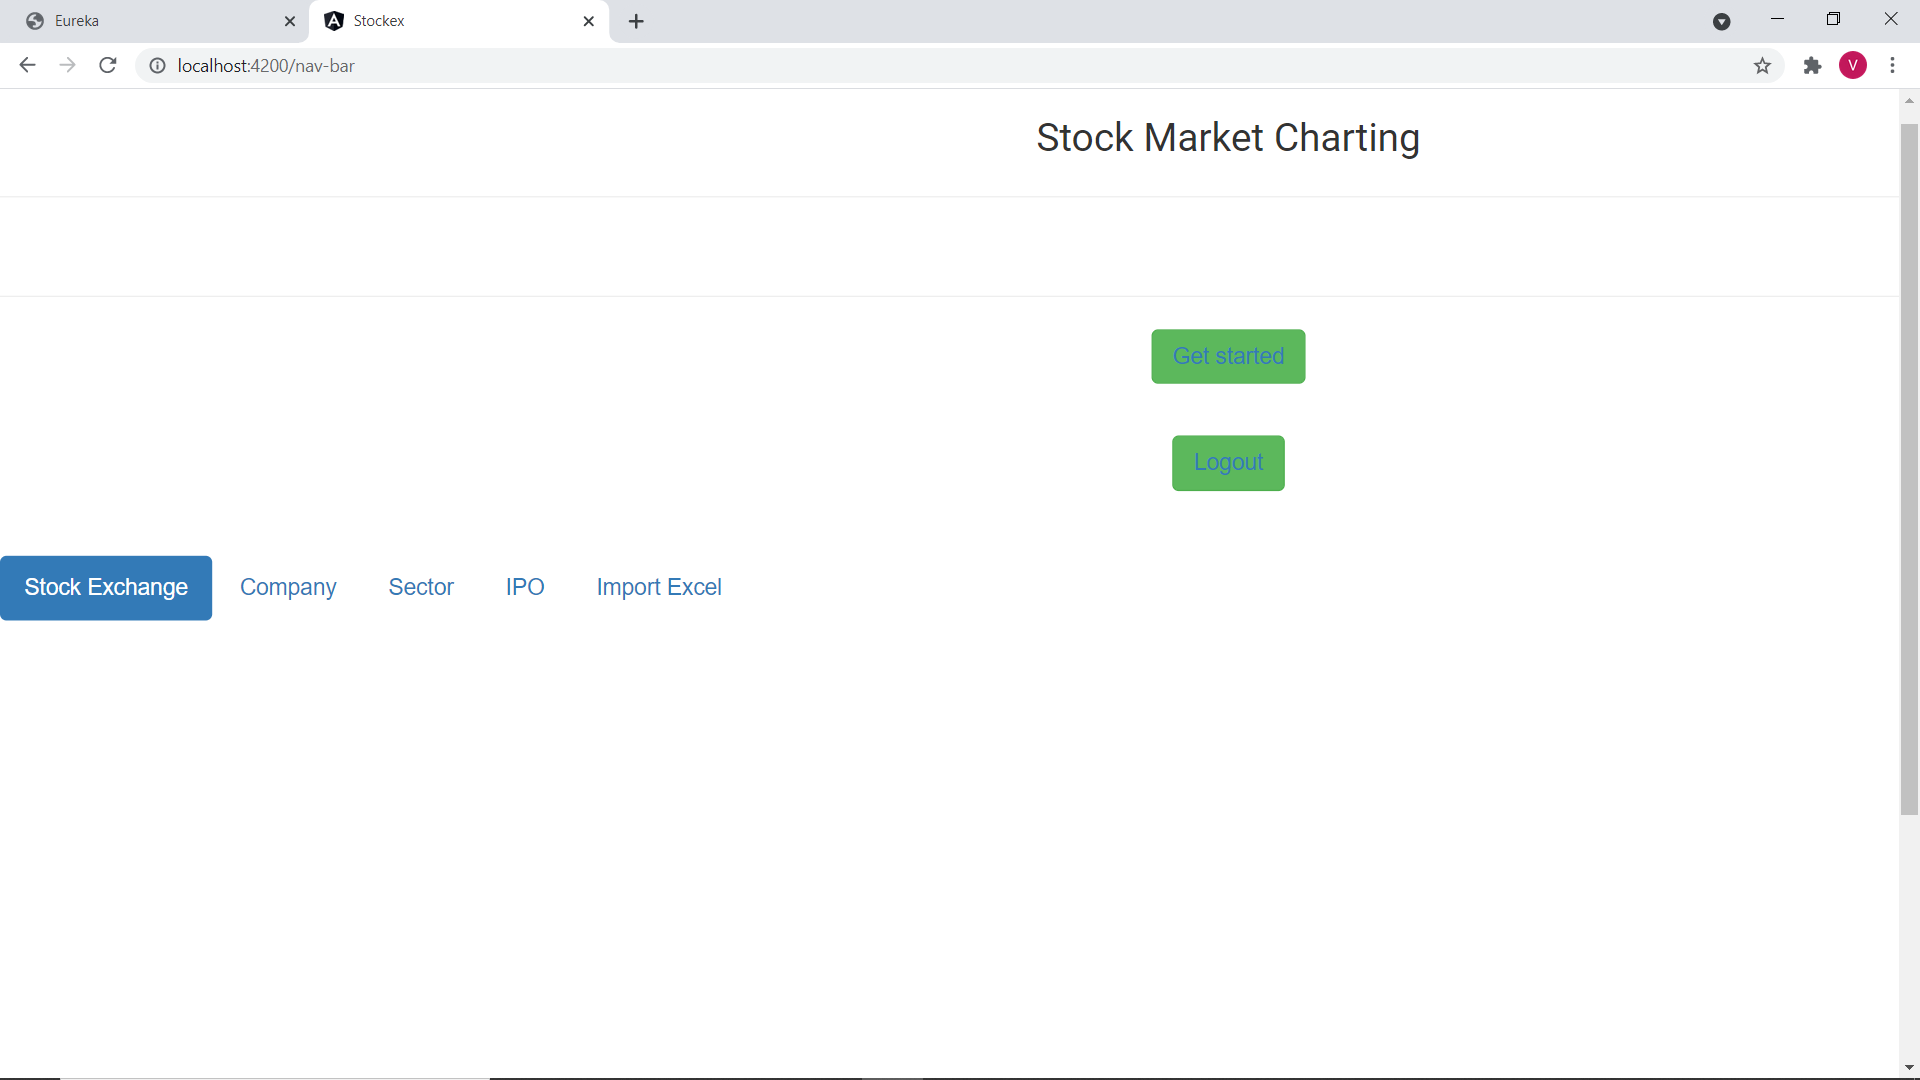 Eureka
Stockex
localhost:4200/nav-bar
V
Stock Market Charting
Get started
Logout
Stock Exchange Company Sector IPO Import Excel